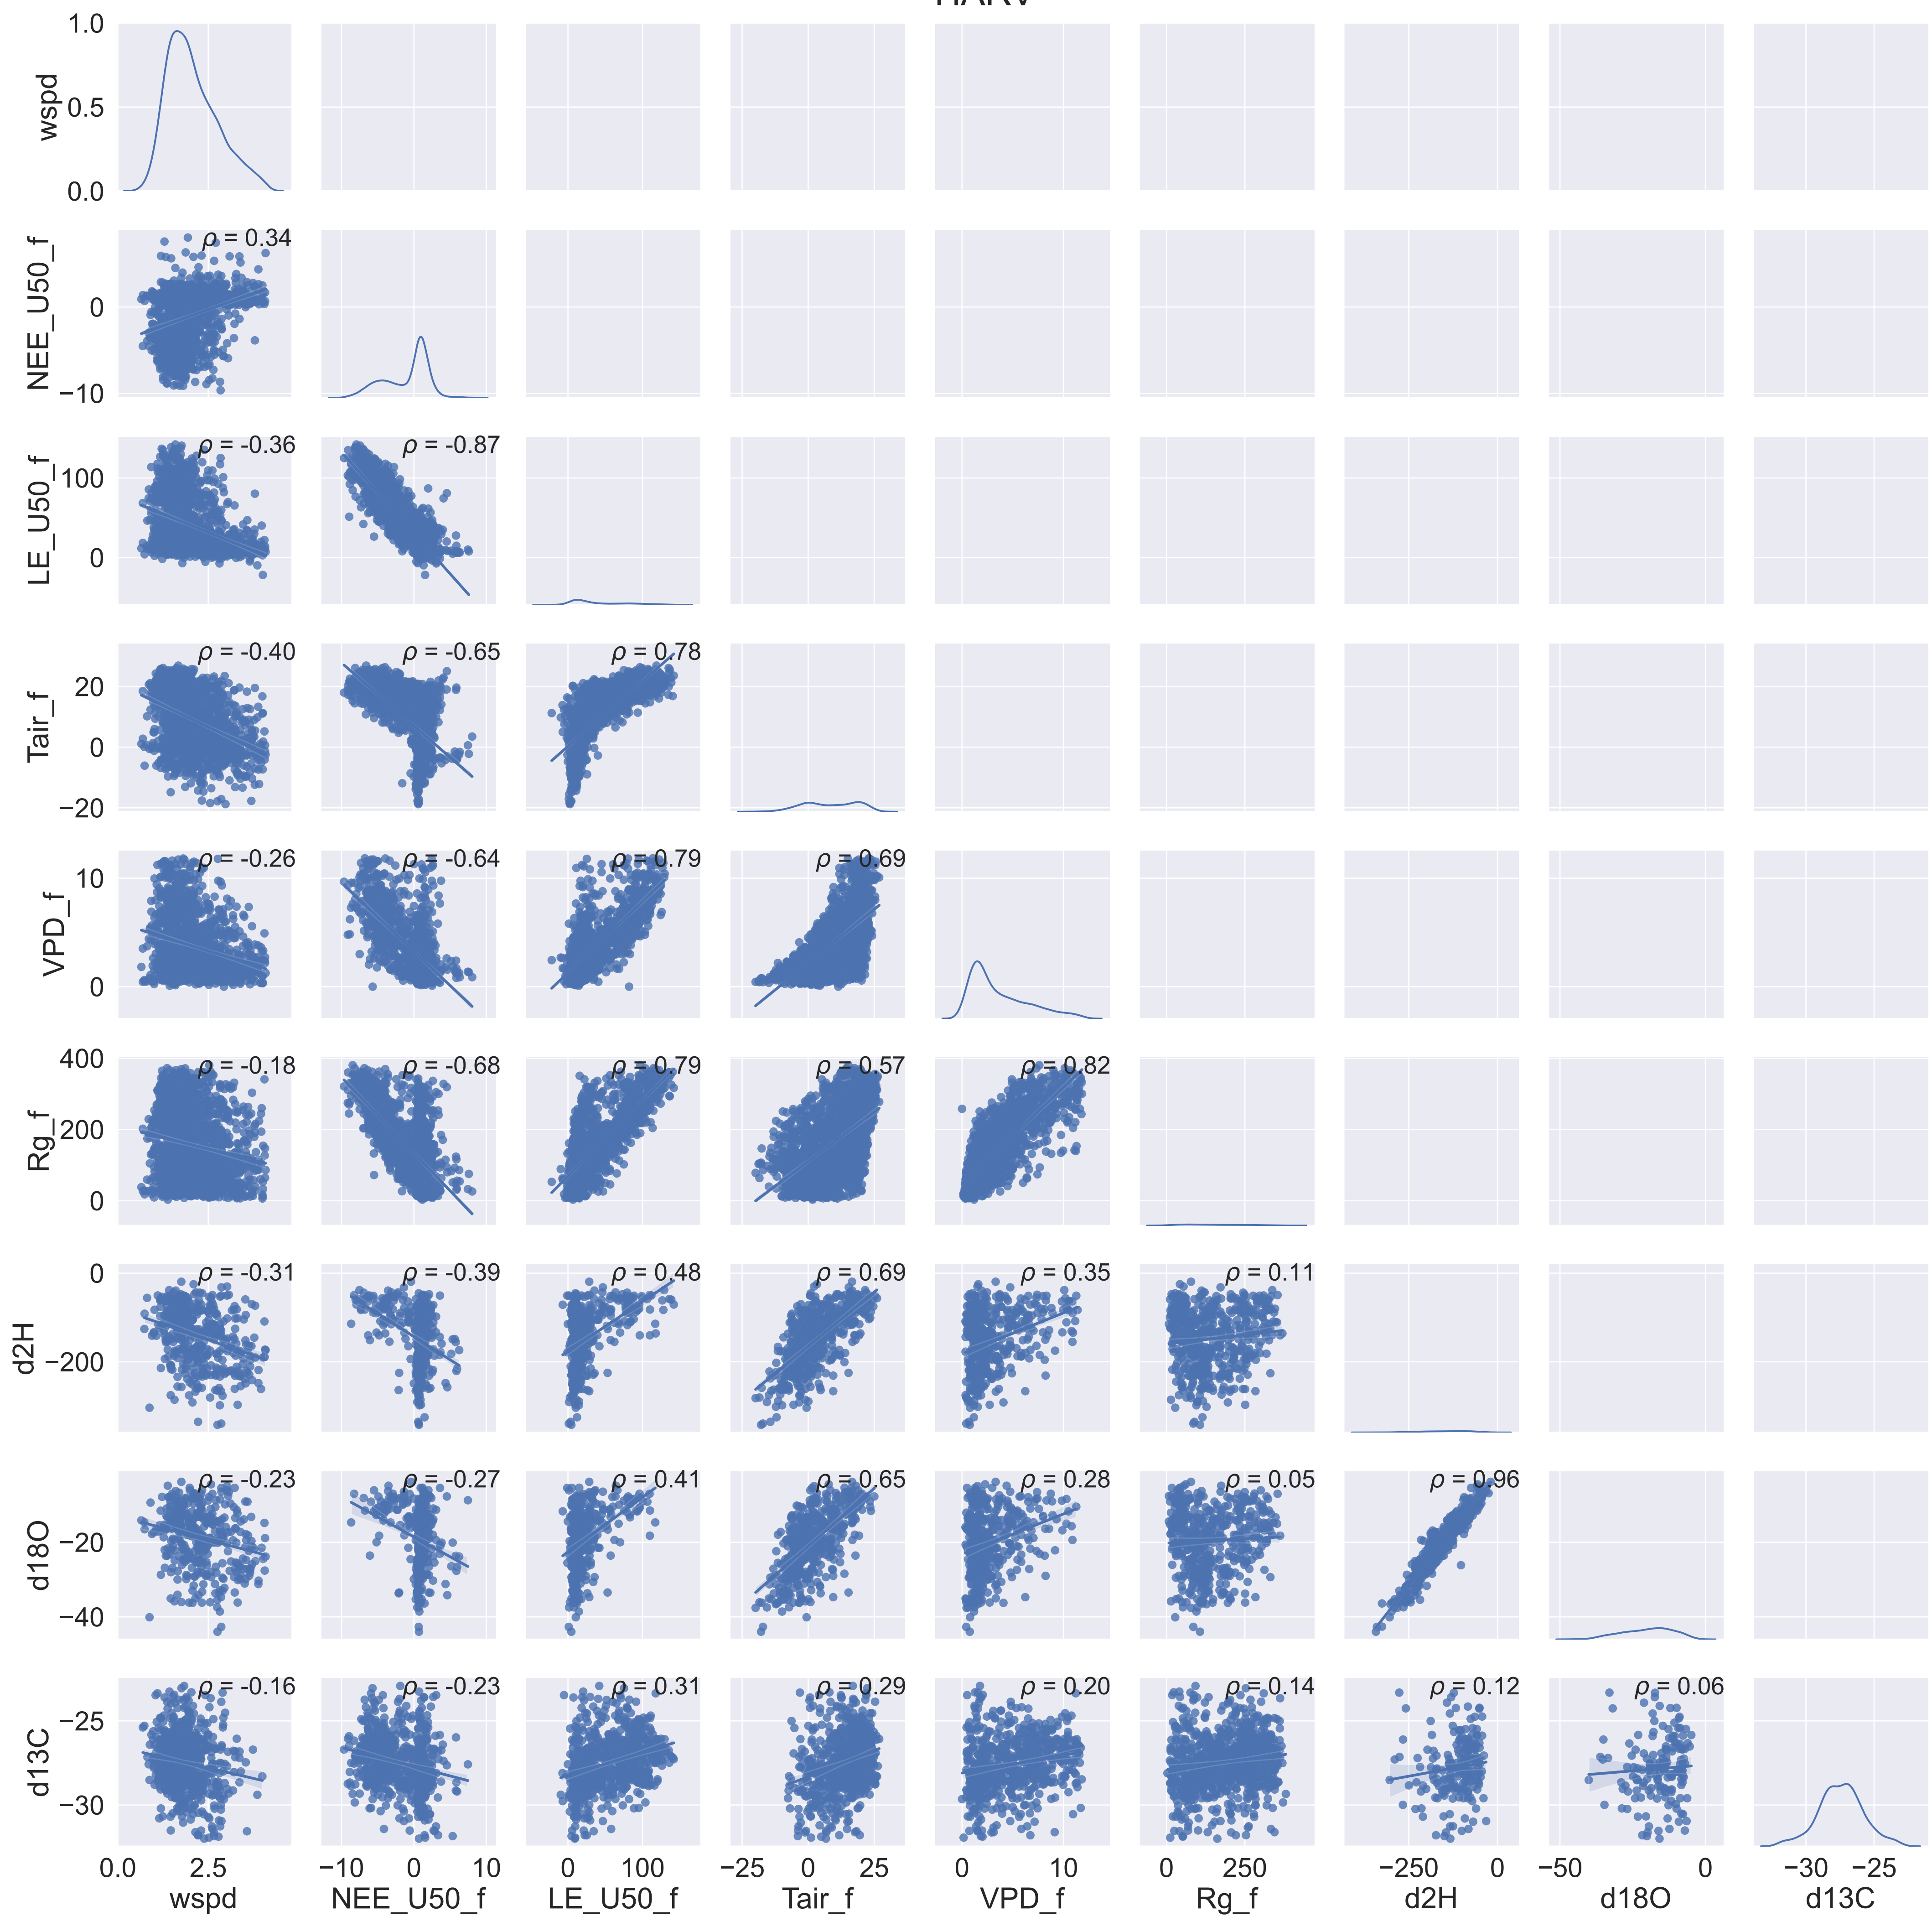 HARV
1.0
wspd
0.5
0.0
NEE_U50_f
ρ = 0.34
0
−10
LE_U50_f
ρ = -0.36 ρ = -0.87
100
0
Tair_f
ρ = -0.40 ρ = -0.65 ρ = 0.78
20
0
−20
VPD_f
ρ = -0.26 ρ = -0.64 ρ = 0.79 ρ = 0.69
10
0
Rg_f
400 ρ = -0.18 ρ = -0.68 ρ = 0.79 ρ = 0.57 ρ = 0.82
200
0
d2H
0 ρ = -0.31 ρ = -0.39 ρ = 0.48 ρ = 0.69 ρ = 0.35 ρ = 0.11
−200
d18O
ρ = -0.23 ρ = -0.27 ρ = 0.41 ρ = 0.65 ρ = 0.28 ρ = 0.05 ρ = 0.96
−20
−40
d13C
ρ = -0.16 ρ = -0.23 ρ = 0.31 ρ = 0.29 ρ = 0.20 ρ = 0.14 ρ = 0.12 ρ = 0.06
−25
−30
0.0 2.5 −10 0 10 0 100 −25 0 25 0 10 0 250 −250 0 −50 0 −30 −25
wspd NEE_U50_f LE_U50_f Tair_f VPD_f Rg_f d2H d18O d13C